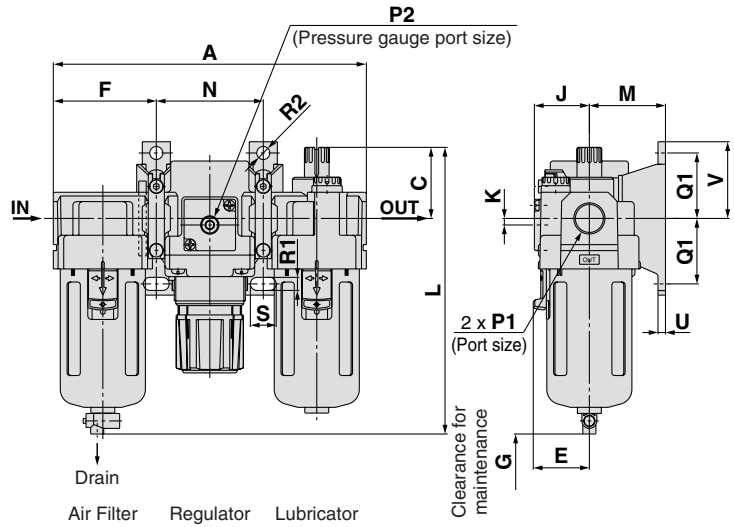 P2
(Pressure gauge port size)
A
F
N
R2
J
M
C
K
Q1
V
IN
OUT
R1
L
Q1
S
OUT
2 x P1
(Port size)
U
Clearance for
maintenance
G
E
Drain
Air Filter
Regulator
Lubricator